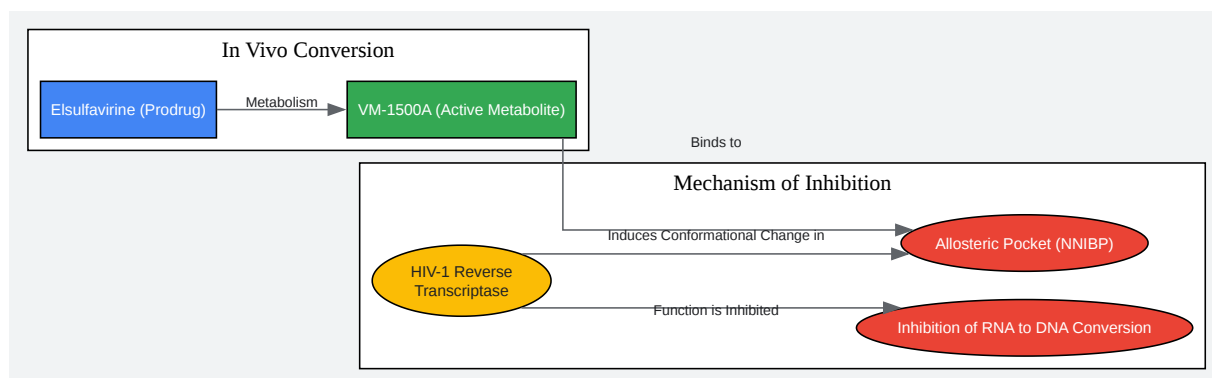 In Vivo Conversion
Elsulfavirine (Prodrug)
Metabolism
VM-1500A (Active Metabolite)
Binds to
Mechanism of Inhibition
Induces Conformational Change in
Allosteric Pocket (NNIBP)
HIV-1 Reverse
Transcriptase
Function is Inhibited
Inhibition of RNA to DNA Conversion